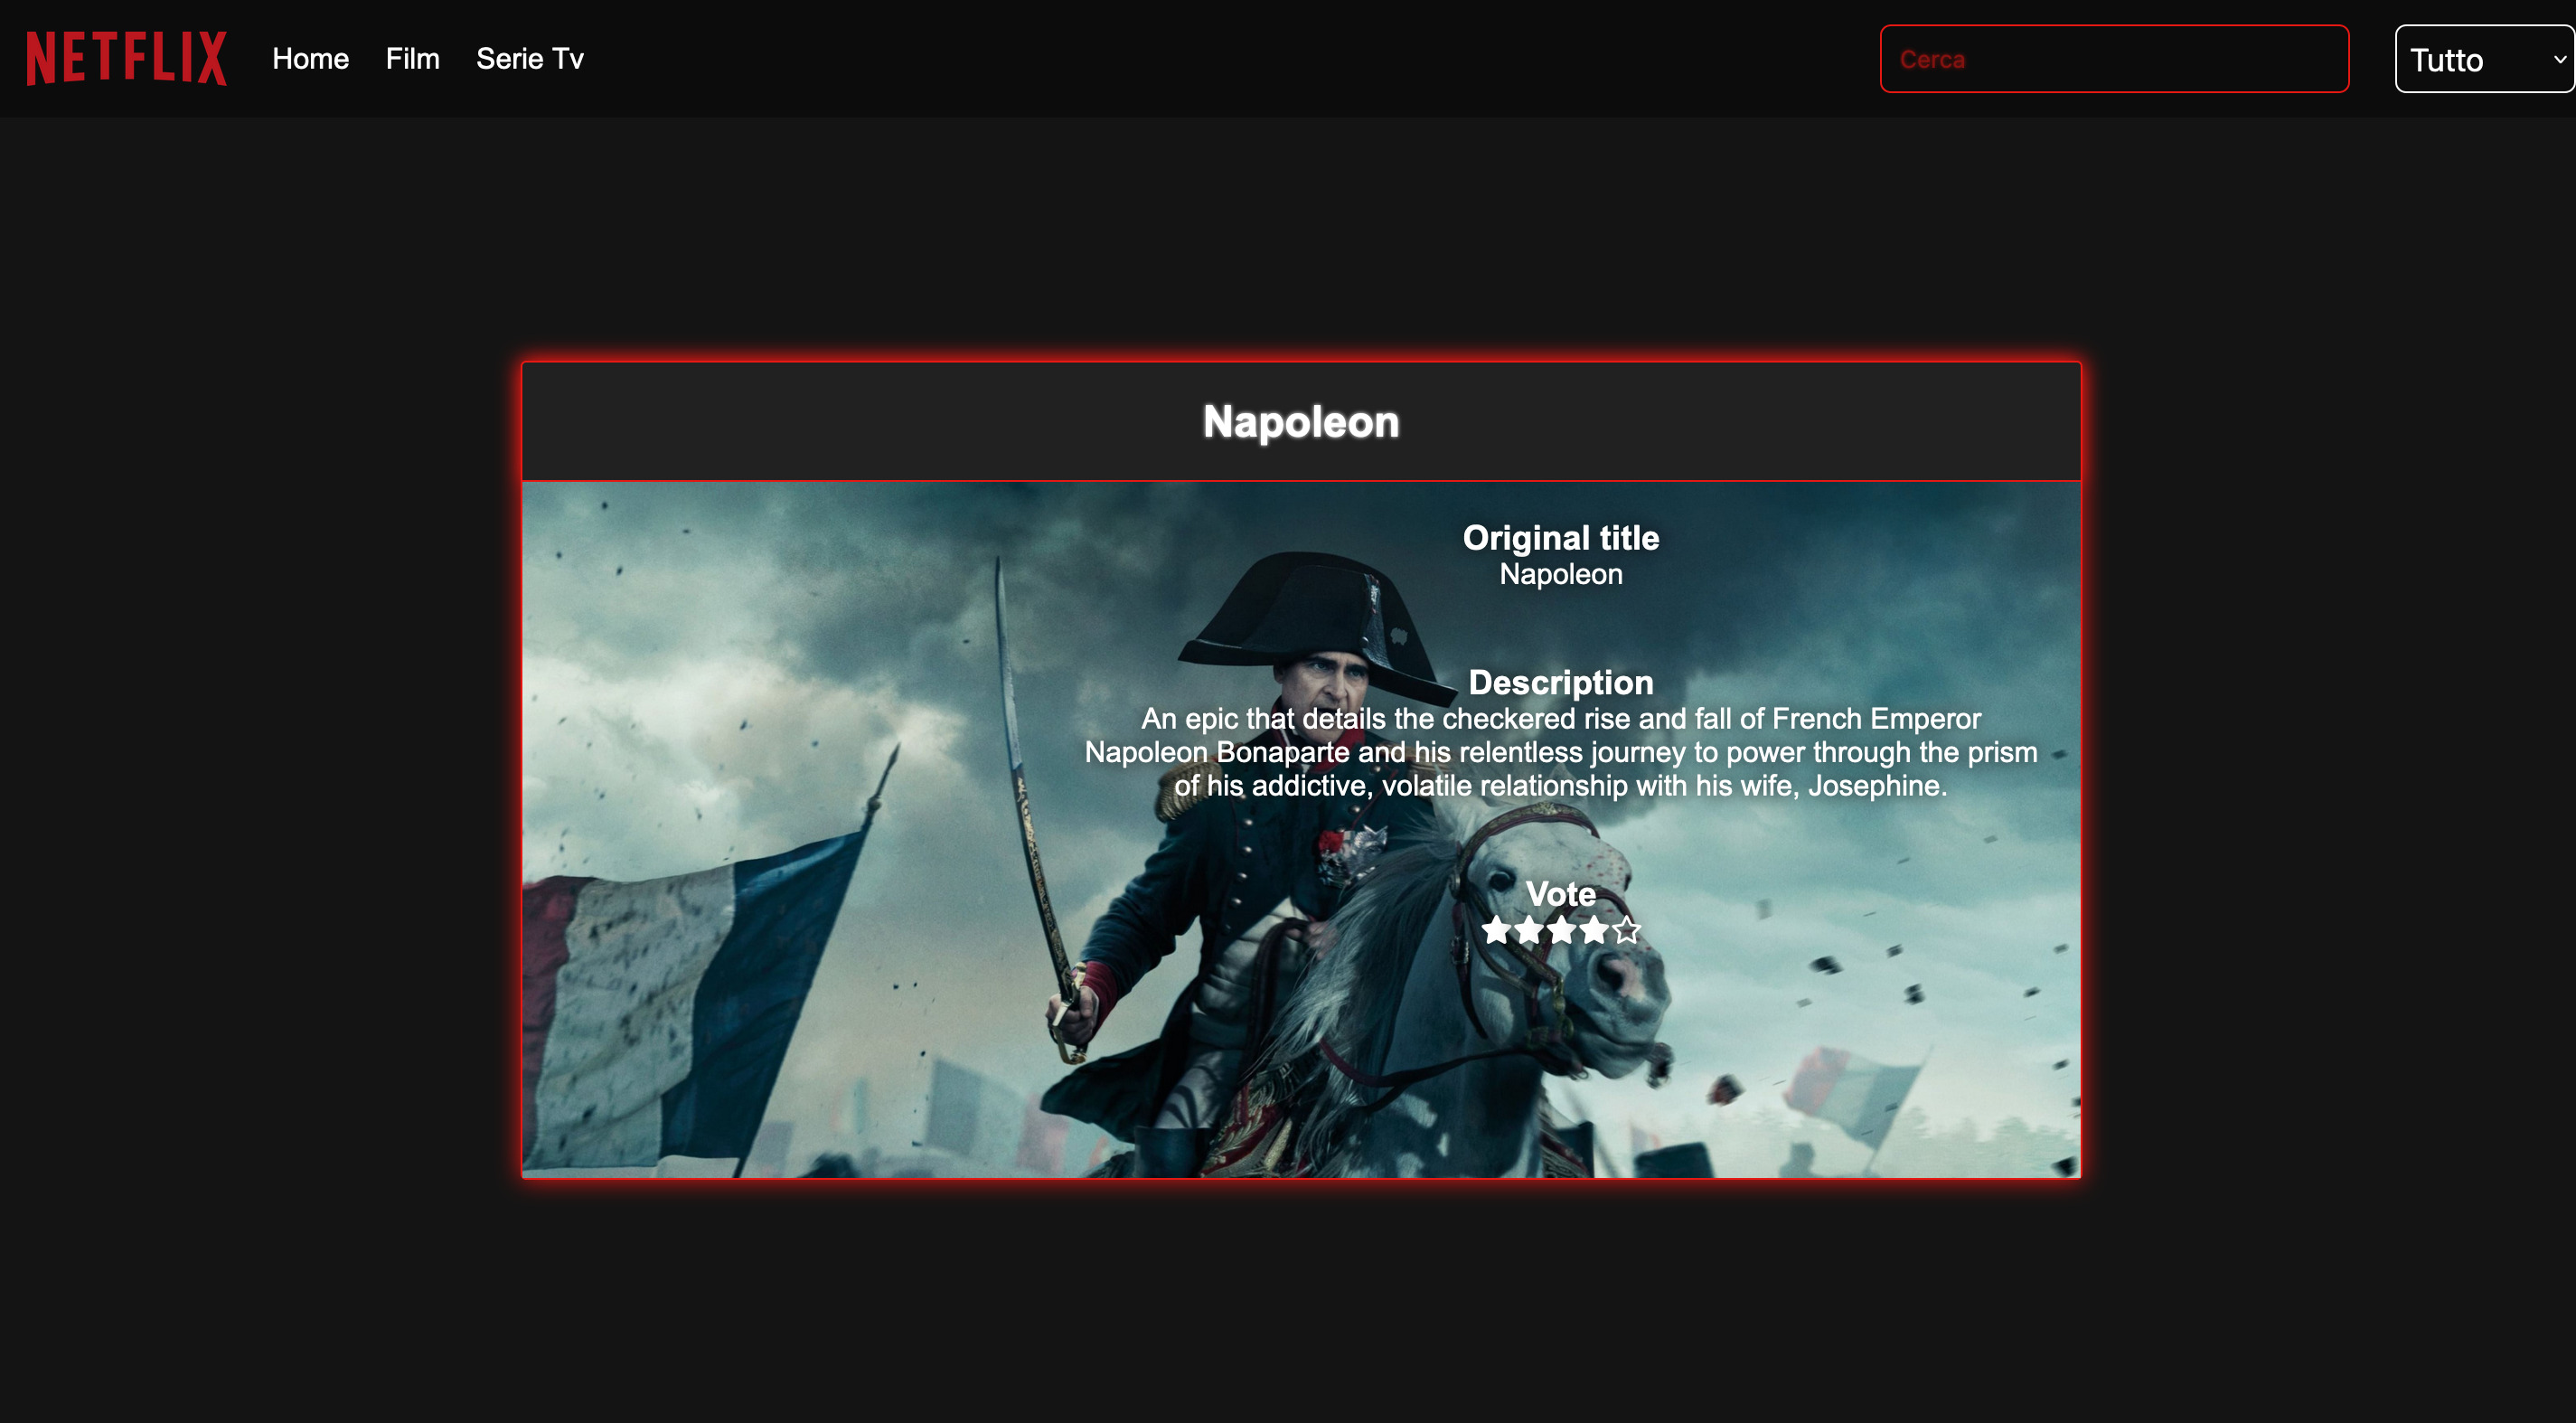 NETFLIX
Home
Film
Serie Tv
Cerca
Tutto
Napoleon
Original title
Napoleon
Description
An epic that details the checkered rise and fall of French Emperor
Napoleon Bonaparte and his relentless journey to power through the prism
of his addictive, volatile relationship with his wife, Josephine.
Vote